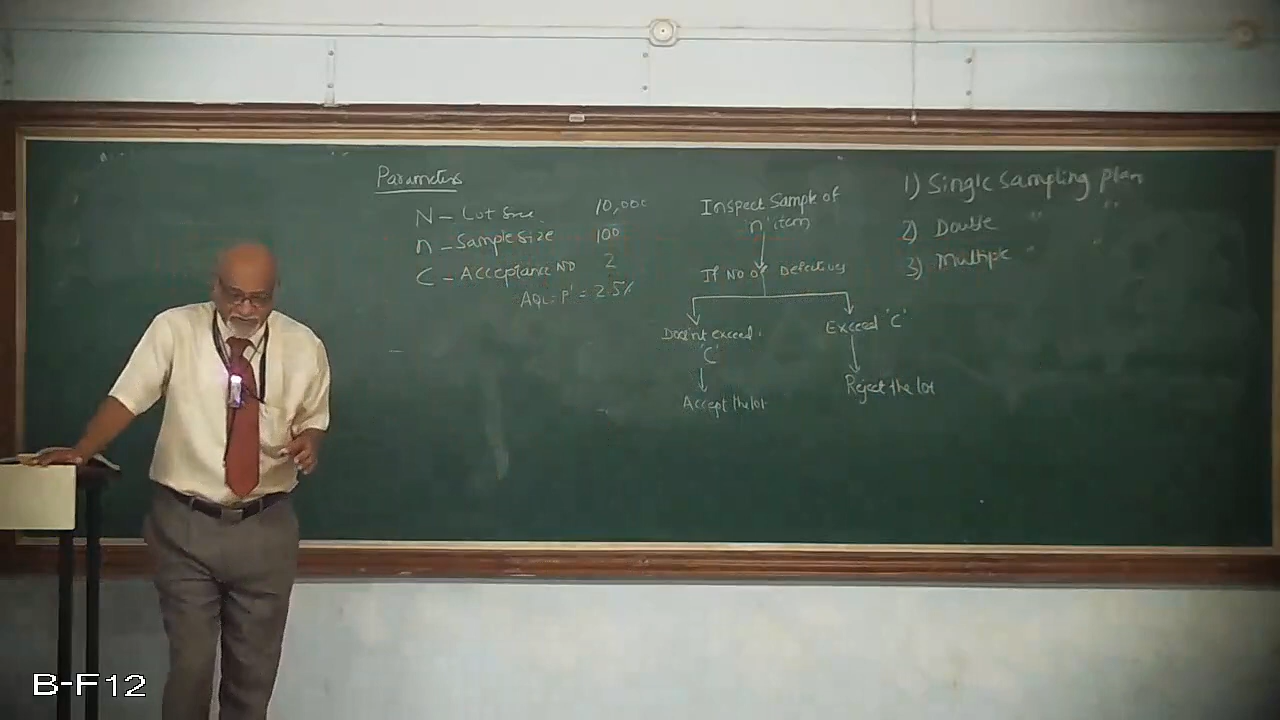 Parameters
N - Lot Size 10,000
n - Sample Size 100
C - Acceptance No 2
AQL = P' = 2.5%
Inspect Sample of
'n' item
If No of Defectives
Does'nt exceed
'C'
Accept the lot
Exceed 'C'
Reject the lot
1) Single Sampling plan
2) Double " "
3) Multiple " "
B-F12